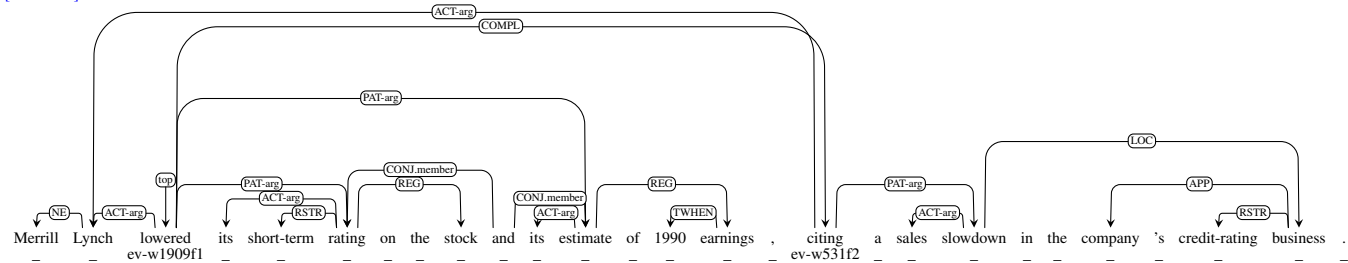 ACT-arg
COMPL
PAT-arg
LOC
CONJ.member
top PAT-arg REG CONJ.member REG PAT-arg APP
ACT-arg
NE ACT-arg RSTR ACT-arg TWHEN ACT-arg RSTR
Merrill Lynch lowered its short-term rating on the stock and its estimate of 1990 earnings , citing a sales slowdown in the company 's credit-rating business .
_ _ ev-w1909f1 _ _ _ _ _ _ _ _ _ _ _ _ _ ev-w531f2 _ _ _ _ _ _ _ _ _ _